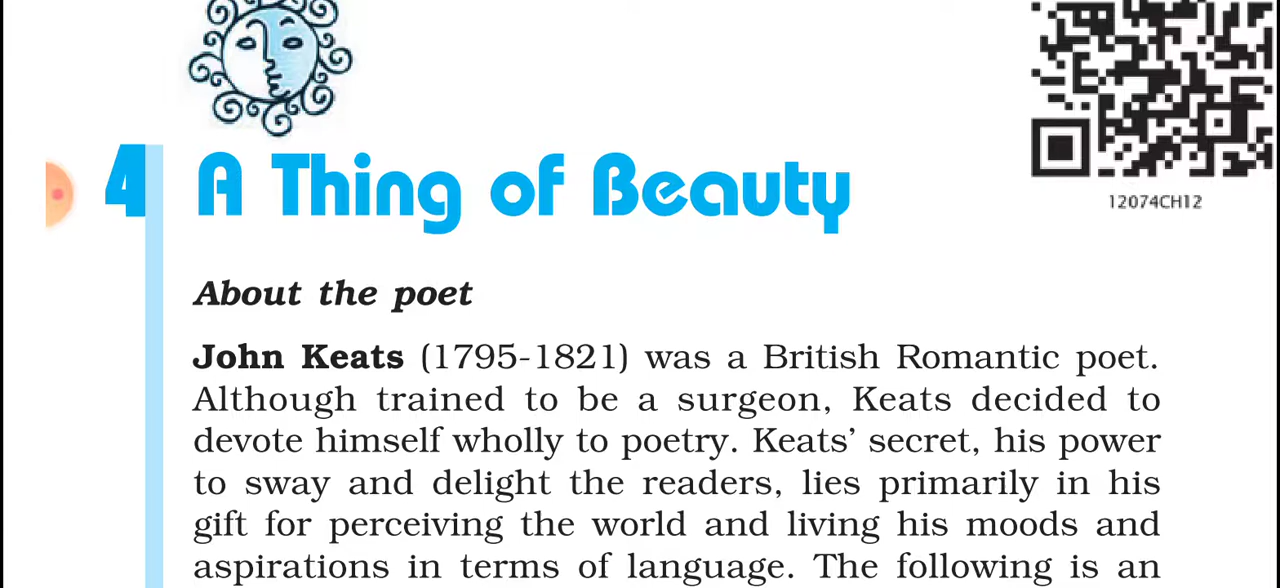 12074CH12
4 A Thing of Beauty
About the poet
John Keats (1795-1821) was a British Romantic poet.
Although trained to be a surgeon, Keats decided to
devote himself wholly to poetry. Keats’ secret, his power
to sway and delight the readers, lies primarily in his
gift for perceiving the world and living his moods and
aspirations in terms of language. The following is an